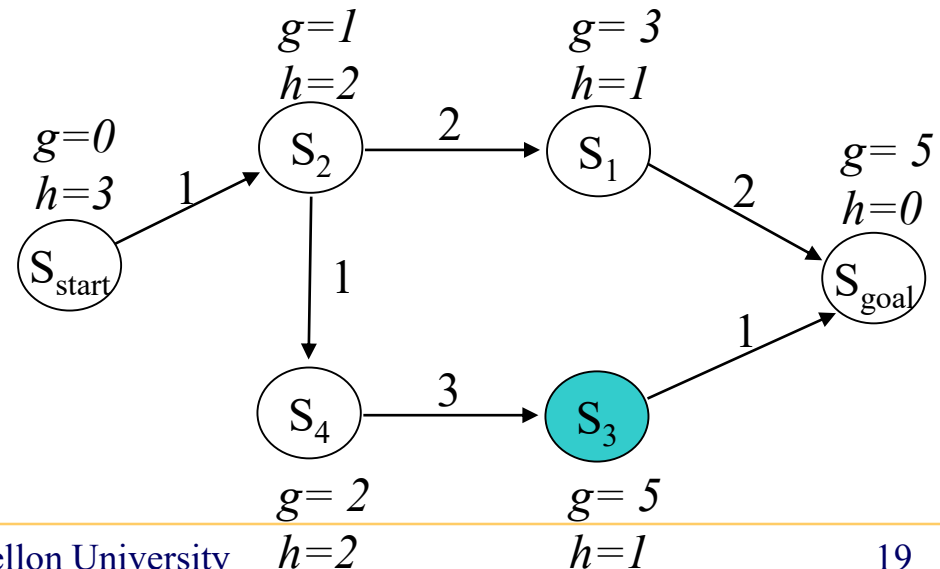 g=1
h=2
g= 3
h=1
g=0
h=3
S2
2
S1
g= 5
h=0
1
2
Sstart
1
Sgoal
1
S4
3
S3
g= 2
h=2
g= 5
h=1
ellon University
19